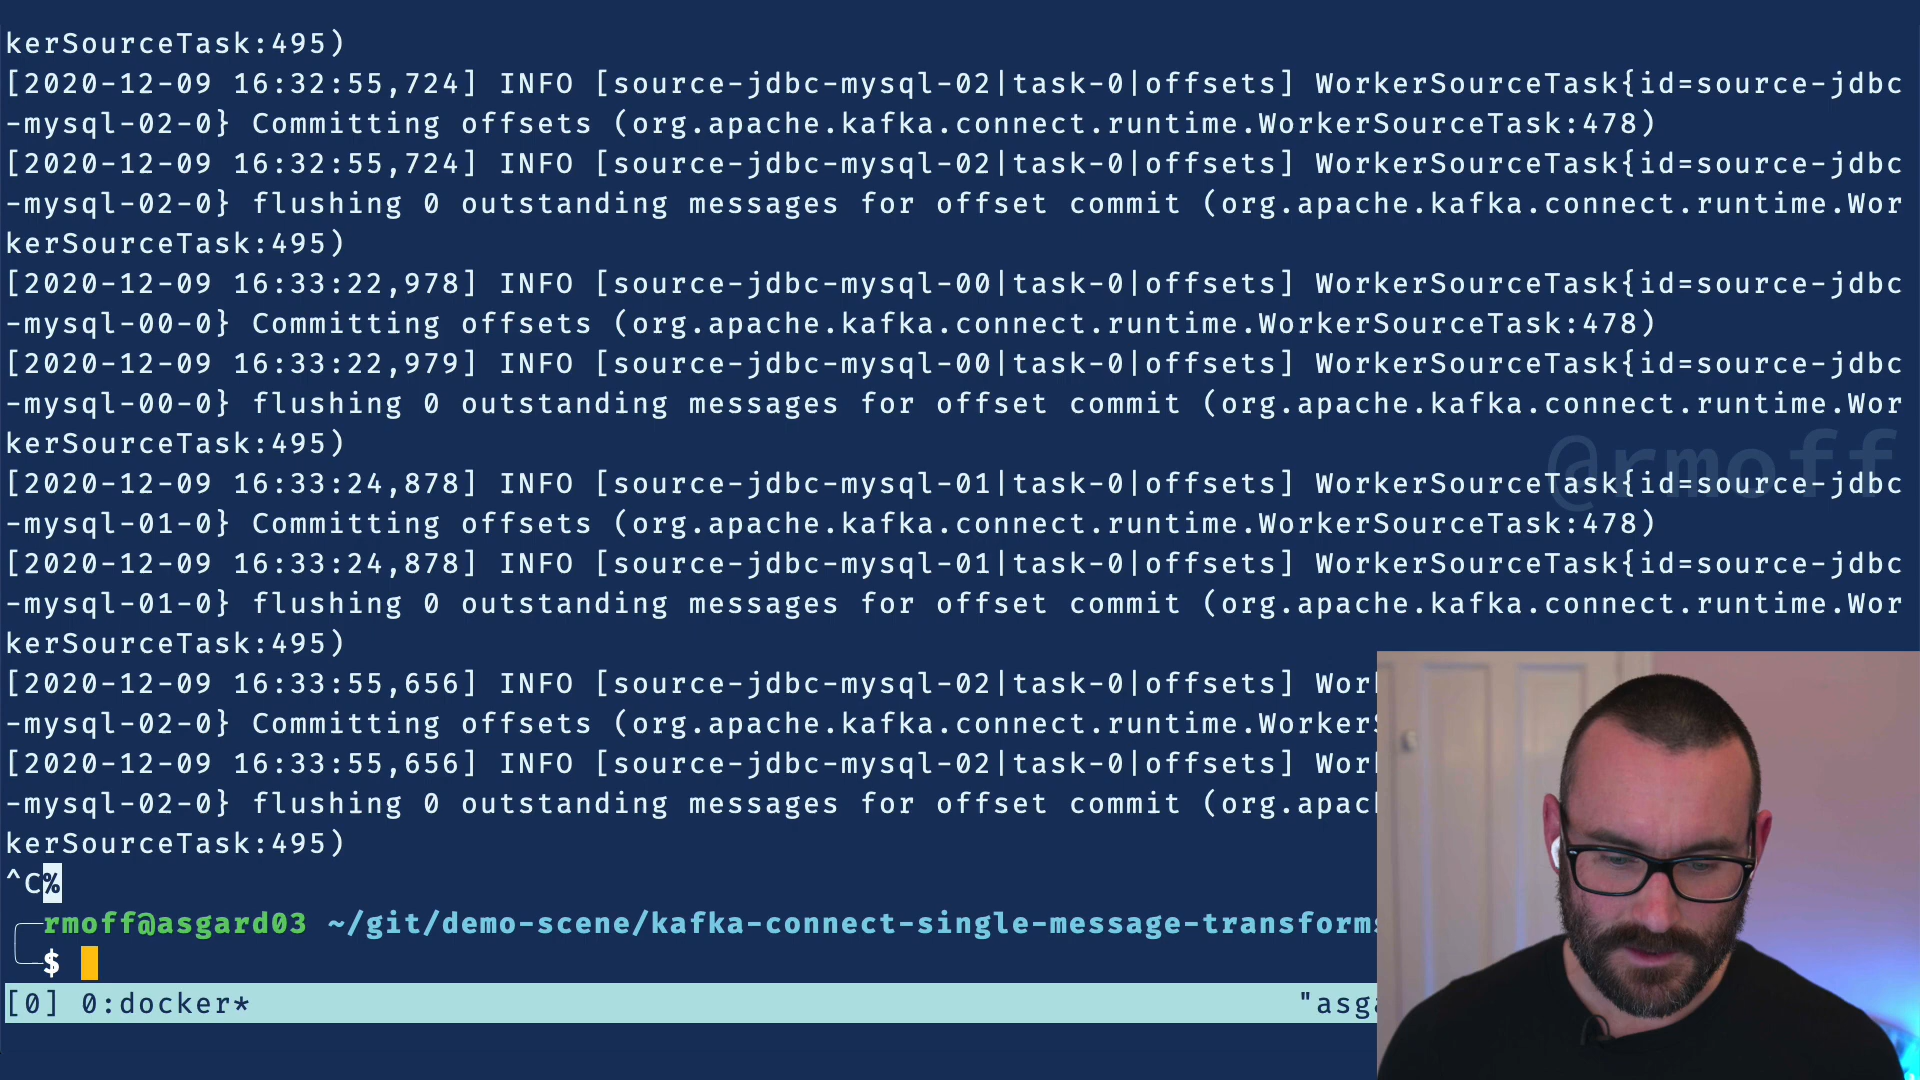 kerSourceTask:495)
[2020-12-09 16:32:55,724] INFO [source-jdbc-mysql-02|task-0|offsets] WorkerSourceTask{id=source-jdbc
-mysql-02-0} Committing offsets (org.apache.kafka.connect.runtime.WorkerSourceTask:478)
[2020-12-09 16:32:55,724] INFO [source-jdbc-mysql-02|task-0|offsets] WorkerSourceTask{id=source-jdbc
-mysql-02-0} flushing 0 outstanding messages for offset commit (org.apache.kafka.connect.runtime.Wor
kerSourceTask:495)
[2020-12-09 16:33:22,978] INFO [source-jdbc-mysql-00|task-0|offsets] WorkerSourceTask{id=source-jdbc
-mysql-00-0} Committing offsets (org.apache.kafka.connect.runtime.WorkerSourceTask:478)
[2020-12-09 16:33:22,979] INFO [source-jdbc-mysql-00|task-0|offsets] WorkerSourceTask{id=source-jdbc
-mysql-00-0} flushing 0 outstanding messages for offset commit (org.apache.kafka.connect.runtime.Wor
kerSourceTask:495)
@rmoff
[2020-12-09 16:33:24,878] INFO [source-jdbc-mysql-01|task-0|offsets] WorkerSourceTask{id=source-jdbc
-mysql-01-0} Committing offsets (org.apache.kafka.connect.runtime.WorkerSourceTask:478)
[2020-12-09 16:33:24,878] INFO [source-jdbc-mysql-01|task-0|offsets] WorkerSourceTask{id=source-jdbc
-mysql-01-0} flushing 0 outstanding messages for offset commit (org.apache.kafka.connect.runtime.Wor
kerSourceTask:495)
[2020-12-09 16:33:55,656] INFO [source-jdbc-mysql-02|task-0|offsets] Wor
-mysql-02-0} Committing offsets (org.apache.kafka.connect.runtime.Worker
[2020-12-09 16:33:55,656] INFO [source-jdbc-mysql-02|task-0|offsets] Wor
-mysql-02-0} flushing 0 outstanding messages for offset commit (org.apac
kerSourceTask:495)
^C%
rmoff@asgard03 ~/git/demo-scene/kafka-connect-single-message-transforms
$
[0] 0:docker* "asg